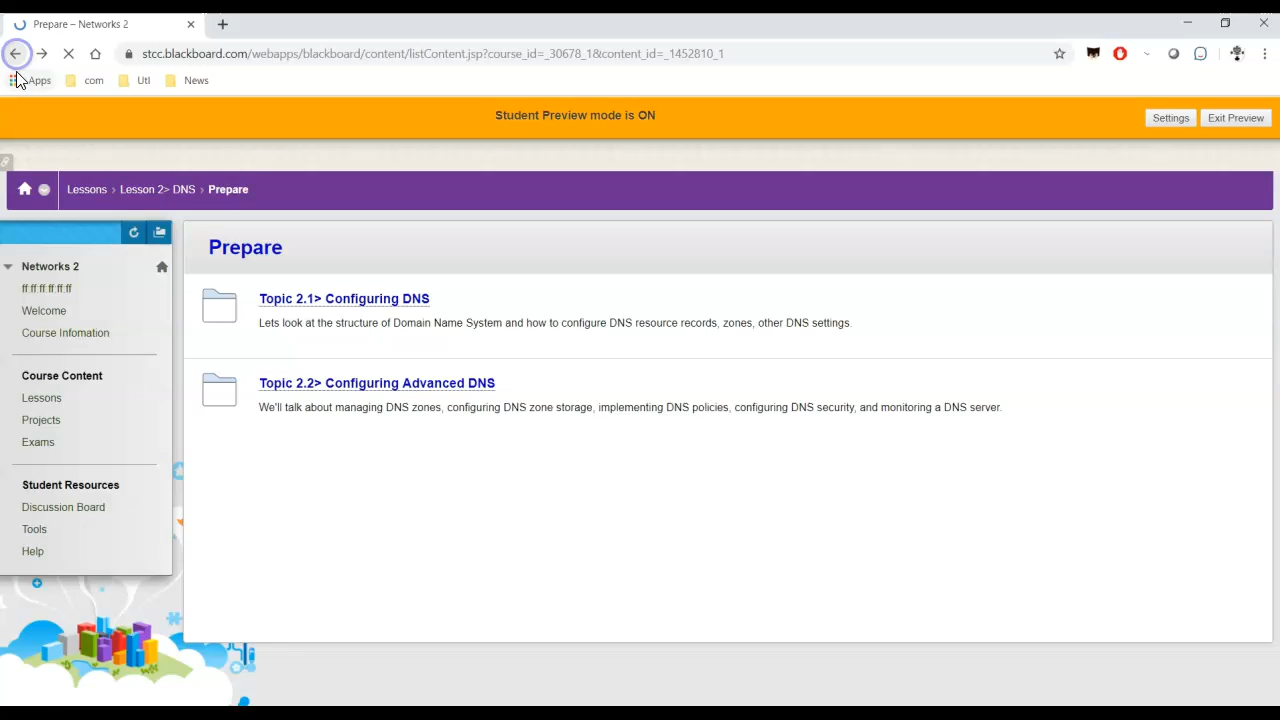 Prepare – Networks 2
stcc.blackboard.com/webapps/blackboard/content/listContent.jsp?course_id=_30678_1&content_id=_1452810_1
Apps com Utl News
Student Preview mode is ON
Settings Exit Preview
Lessons > Lesson 2> DNS > Prepare
Networks 2
ff ff ff ff ff ff
Welcome
Course Infomation
Course Content
Lessons
Projects
Exams
Student Resources
Discussion Board
Tools
Help
Prepare
Topic 2.1> Configuring DNS
Lets look at the structure of Domain Name System and how to configure DNS resource records, zones, other DNS settings.
Topic 2.2> Configuring Advanced DNS
We'll talk about managing DNS zones, configuring DNS zone storage, implementing DNS policies, configuring DNS security, and monitoring a DNS server.